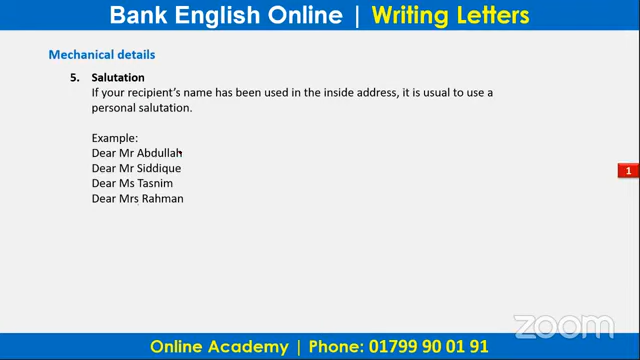 Bank English Online | Writing Letters
Mechanical details
5. Salutation
If your recipient's name has been used in the inside address, it is usual to use a
personal salutation.
Example:
Dear Mr Abdullah
Dear Mr Siddique
Dear Ms Tasnim
Dear Mrs Rahman
1
zoom
Online Academy | Phone: 01799 90 01 91